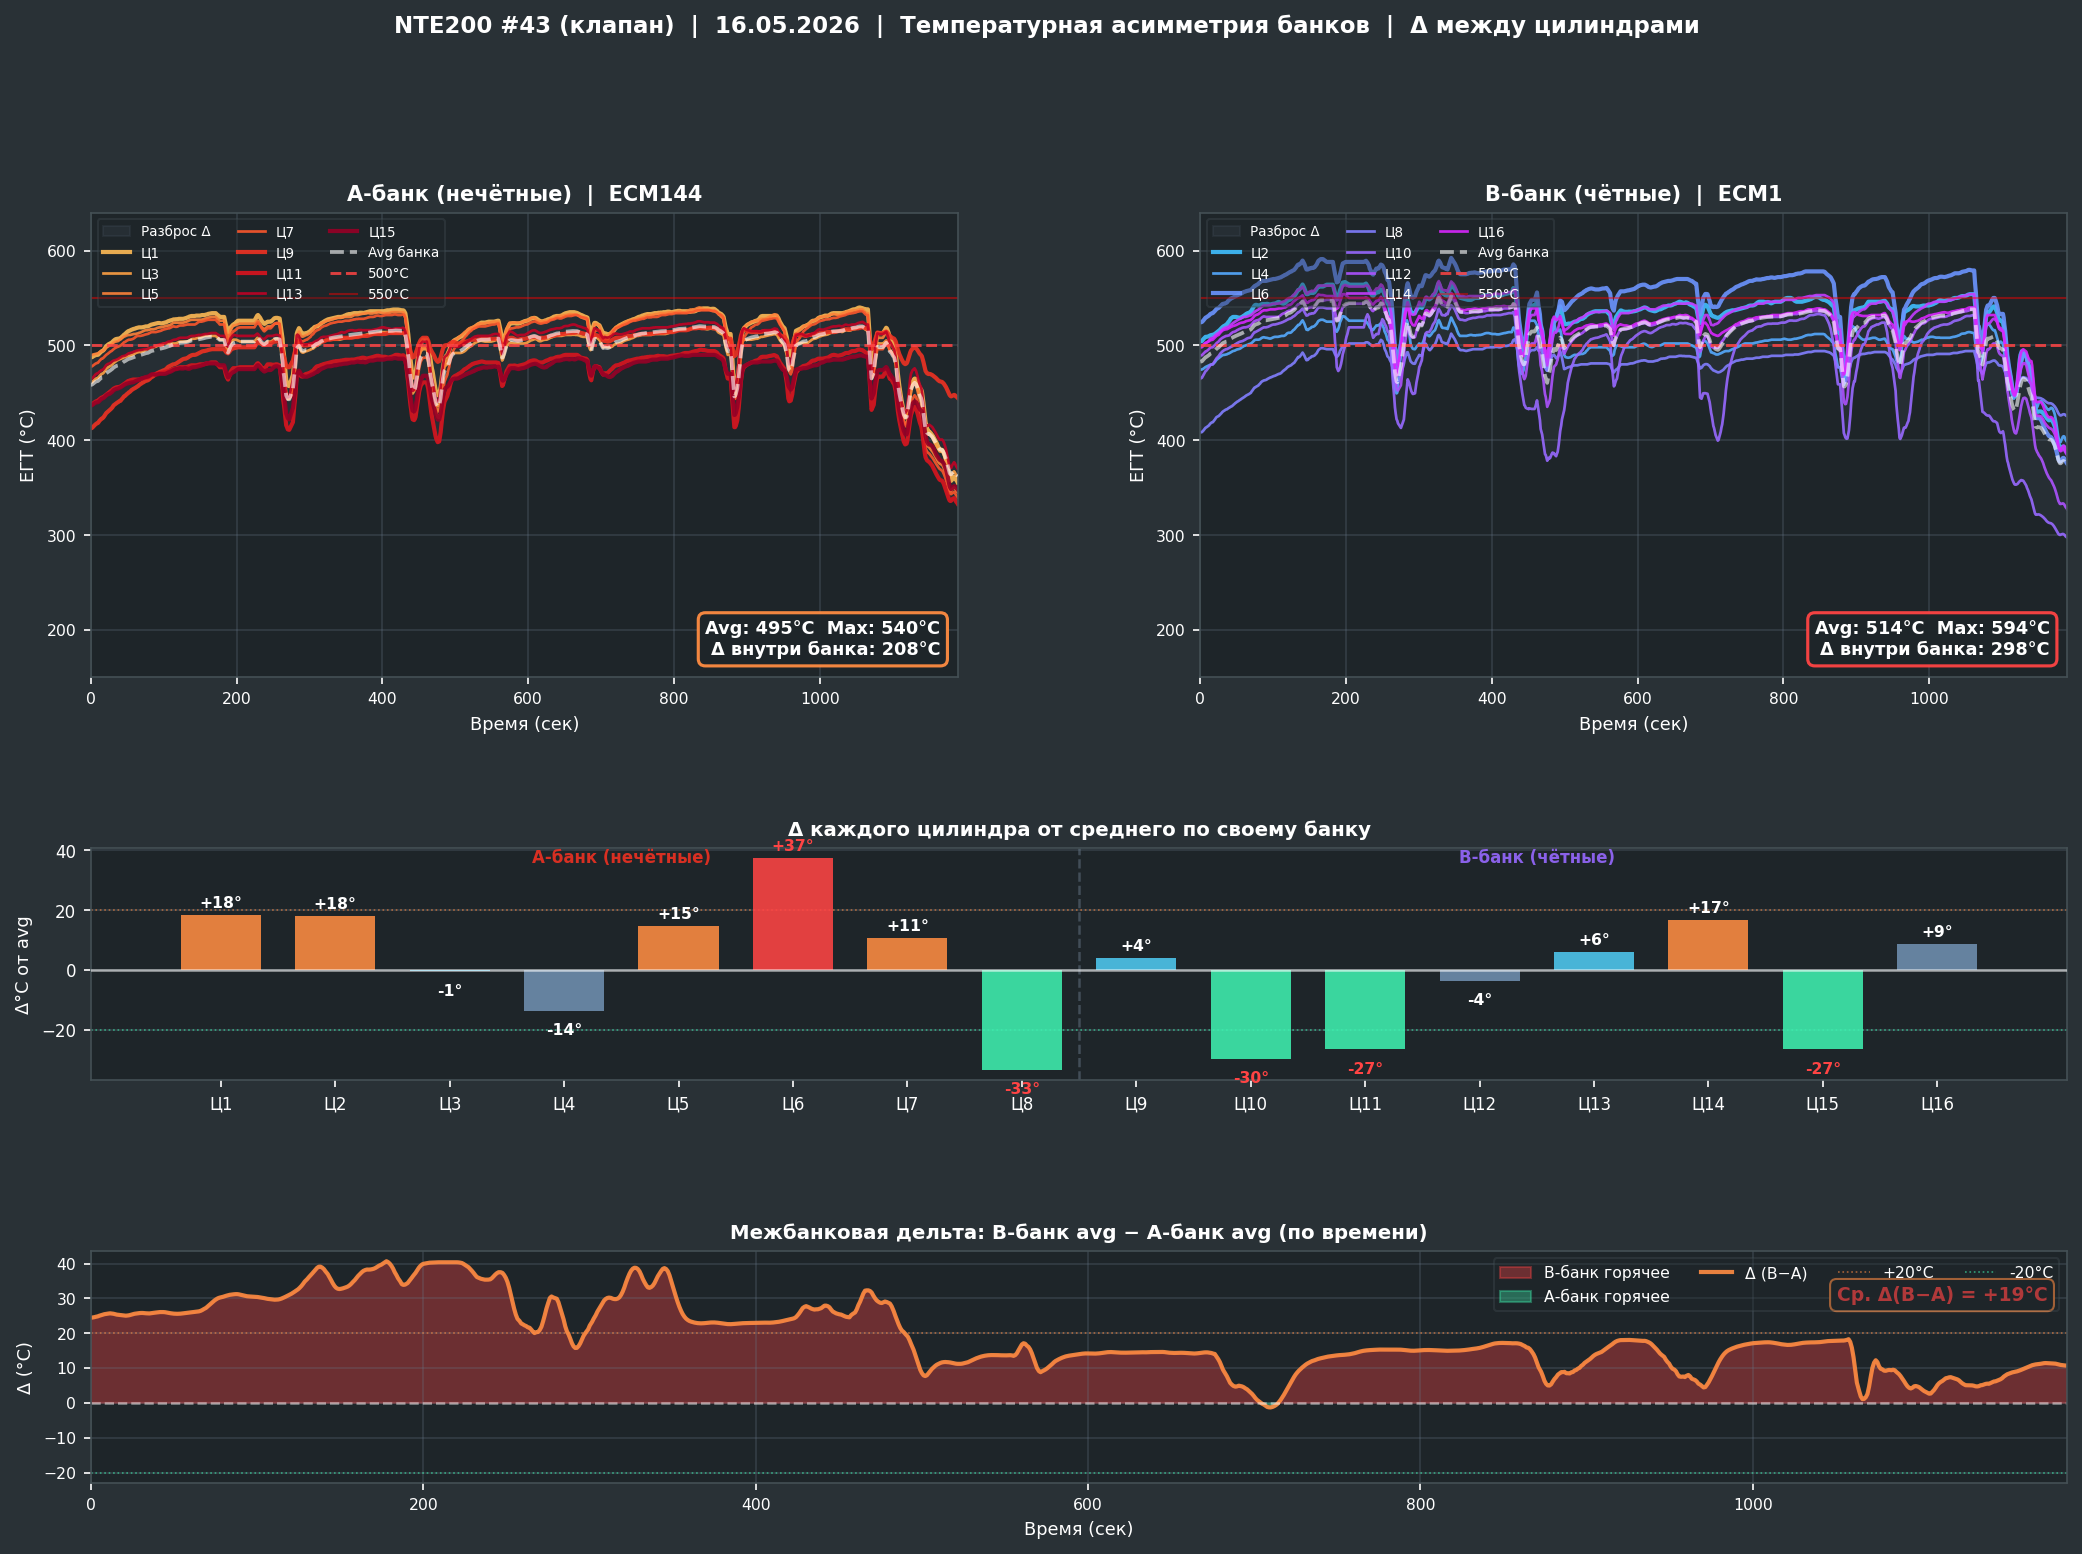 NTE200 #43 (клапан) | 16.05.2026 | Температурная асимметрия банков | Δ между цилиндрами
А-банк (нечётные) | ECM144
Разброс Δ
Ц1
Ц3
Ц5
Ц7
Ц9
Ц11
Ц13
Ц15
Avg банка
500°C
550°C
ЕГТ (°C)
600
500
400
300
200
Avg: 495°C Max: 540°C
Δ внутри банка: 208°C
0 200 400 600 800 1000
Время (сек)
В-банк (чётные) | ECM1
Разброс Δ
Ц2
Ц4
Ц6
Ц8
Ц10
Ц12
Ц14
Ц16
Avg банка
500°C
550°C
ЕГТ (°C)
600
500
400
300
200
Avg: 514°C Max: 594°C
Δ внутри банка: 298°C
0 200 400 600 800 1000
Время (сек)
Δ каждого цилиндра от среднего по своему банку
А-банк (нечётные)
В-банк (чётные)
Δ°C от avg
40
20
0
−20
+18°
+18°
-1°
-14°
+15°
+37°
+11°
-33°
+4°
-30°
-27°
-4°
+6°
+17°
-27°
+9°
Ц1 Ц2 Ц3 Ц4 Ц5 Ц6 Ц7 Ц8 Ц9 Ц10 Ц11 Ц12 Ц13 Ц14 Ц15 Ц16
Межбанковая дельта: В-банк avg − А-банк avg (по времени)
В-банк горячее
А-банк горячее
Δ (В−А)
+20°C
-20°C
Ср. Δ(В−А) = +19°C
Δ (°C)
40
30
20
10
0
−10
−20
0 200 400 600 800 1000
Время (сек)